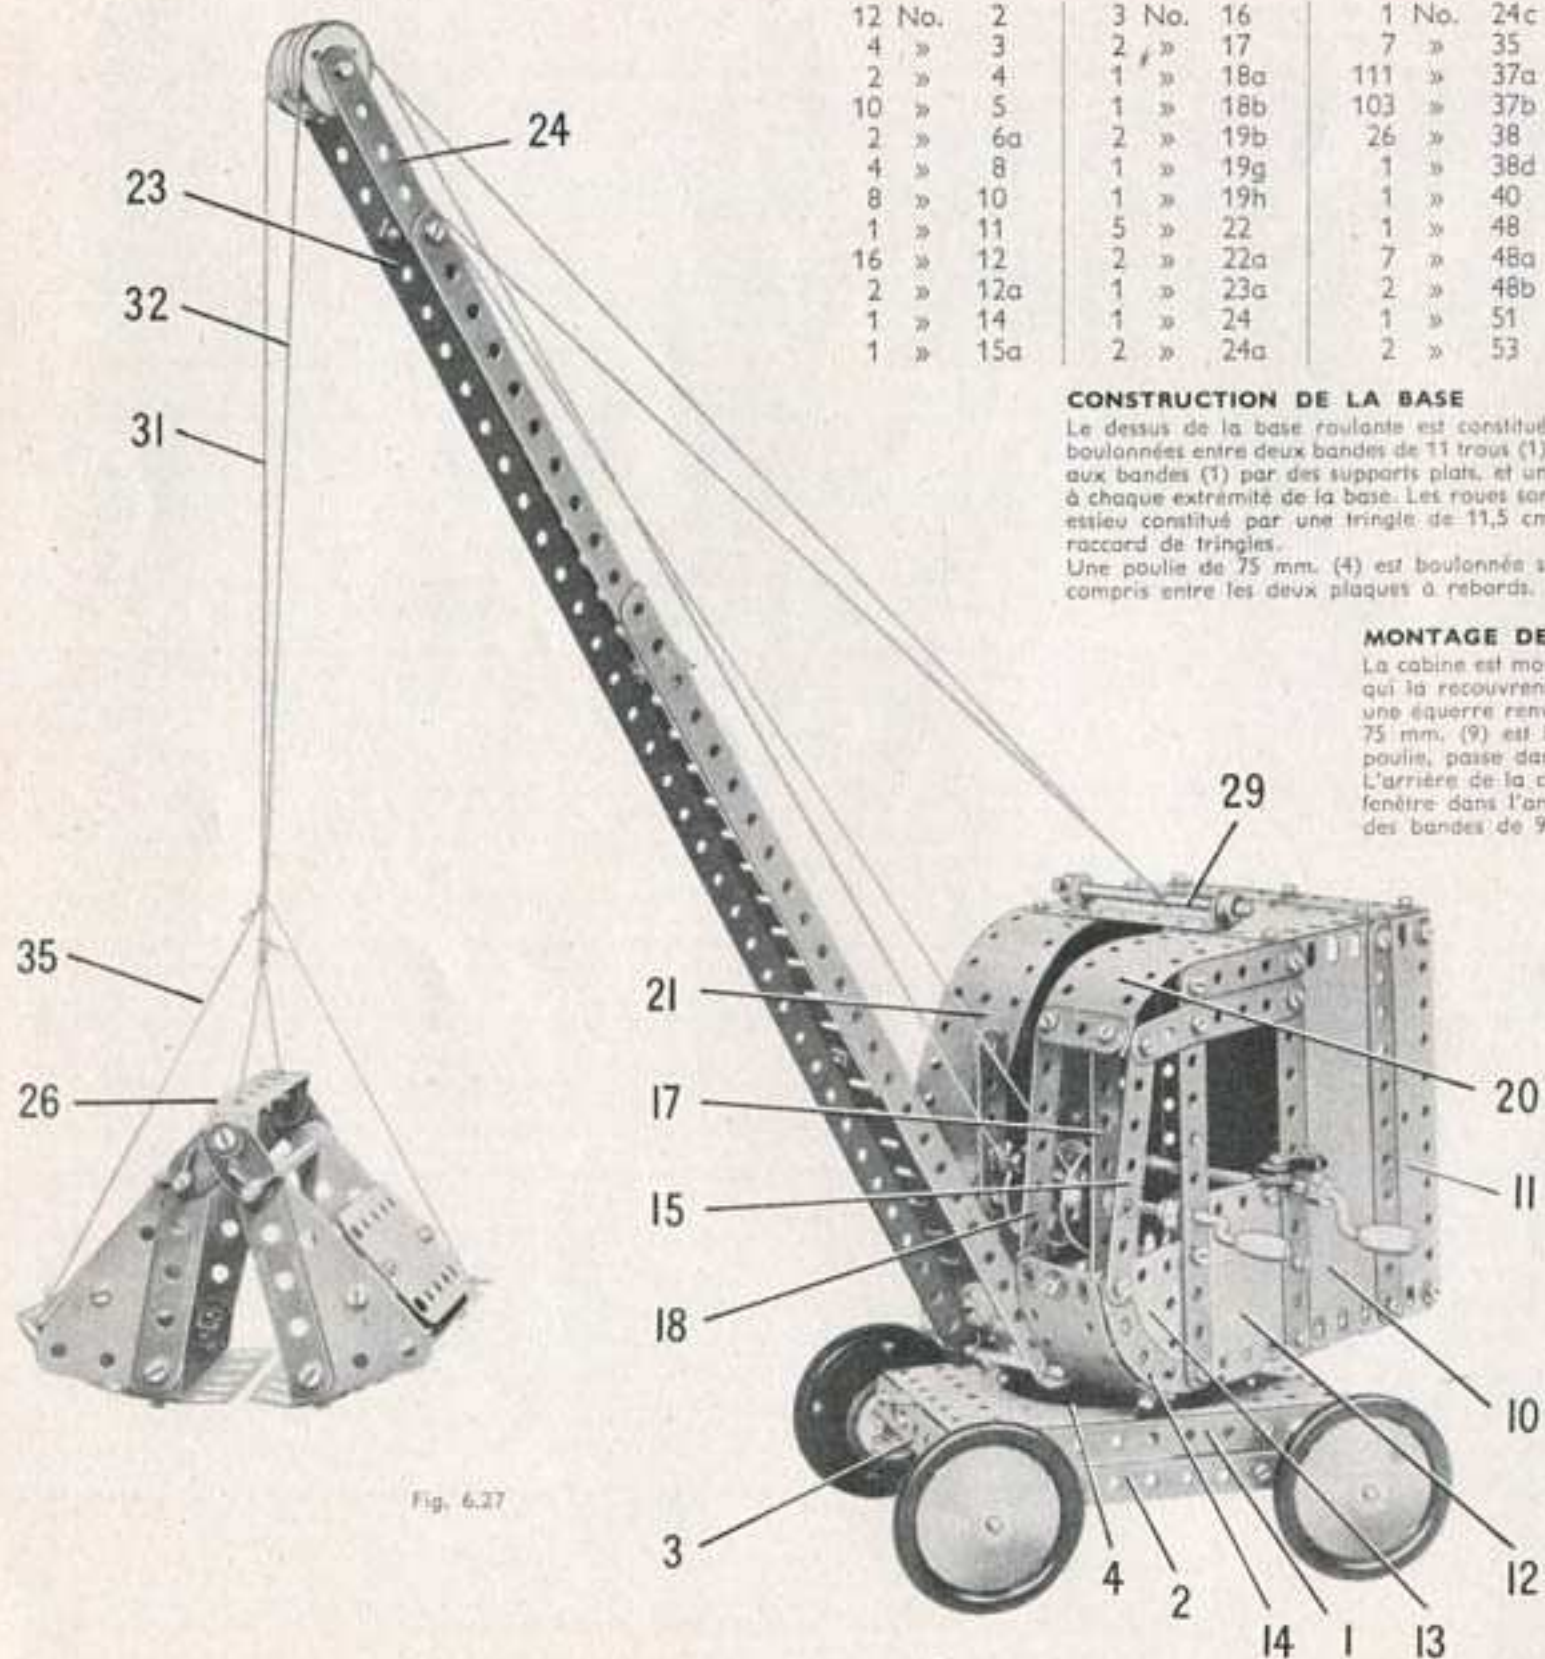 12 No. 2 3 No. 16 1 No. 24c
4 » 3 2 » 17 7 » 35
2 » 4 1 » 18a 111 » 37a
10 » 5 1 » 18b 103 » 37b
2 » 6a 2 » 19b 26 » 38
4 » 8 1 » 19g 1 » 38d
8 » 10 1 » 19h 1 » 40
1 » 11 5 » 22 1 » 48
16 » 12 2 » 22a 7 » 48a
2 » 12a 1 » 23a 2 » 48b
1 » 14 1 » 24 1 » 51
1 » 15a 2 » 24a 2 » 53
CONSTRUCTION DE LA BASE
Le dessus de la base roulante est constitué
boulonnées entre deux bandes de 11 trous (1)
aux bandes (1) par des supports plats, et un
à chaque extrémité de la base. Les roues
essieu constitué par une tringle de 11,5 cm
raccord de tringles.
Une poulie de 75 mm. (4) est boulonnée
compris entre les deux plaques à rebords.
MONTAGE DE
La cabine est
qui la
une équerre
75 mm. (9) est
poulie, passe
L'arrière de la
fenêtre dans
des bandes de 9
24
23
32
31
35
26
29
21
17
15
18
20
11
10
12
3
4
2
14
1
13
Fig. 6.27